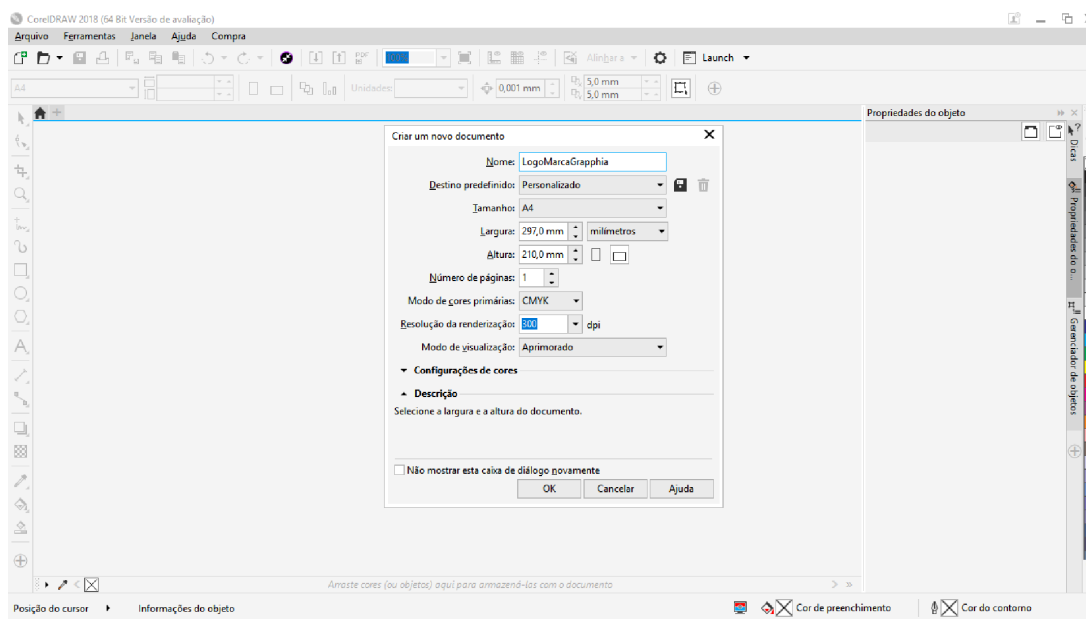 CorelDRAW 2018 (64 Bit Versão de avaliação)
Arquivo Ferramentas Janela Ajuda Compra
PDF Alinhar a Launch
A4 Unidades: 0,001 mm 5,0 mm
5,0 mm
Propriedades do objeto
Criar um novo documento
Nome: LogoMarcaGrapphia
Destino predefinido: Personalizado
Tamanho: A4
Largura: 297,0 mm milímetros
Altura: 210,0 mm
Número de páginas: 1
Modo de cores primárias: CMYK
Resolução da renderização: 300 dpi
Modo de visualização: Aprimorado
Configurações de cores
Descrição
Selecione a largura e a altura do documento.
Não mostrar esta caixa de diálogo novamente
OK Cancelar Ajuda
Dicas
Propriedades do o...
Gerenciador de objetos
Arraste cores (ou objetos) aqui para armazená-las com o documento
Posição do cursor Informações do objeto Cor de preenchimento Cor do contorno